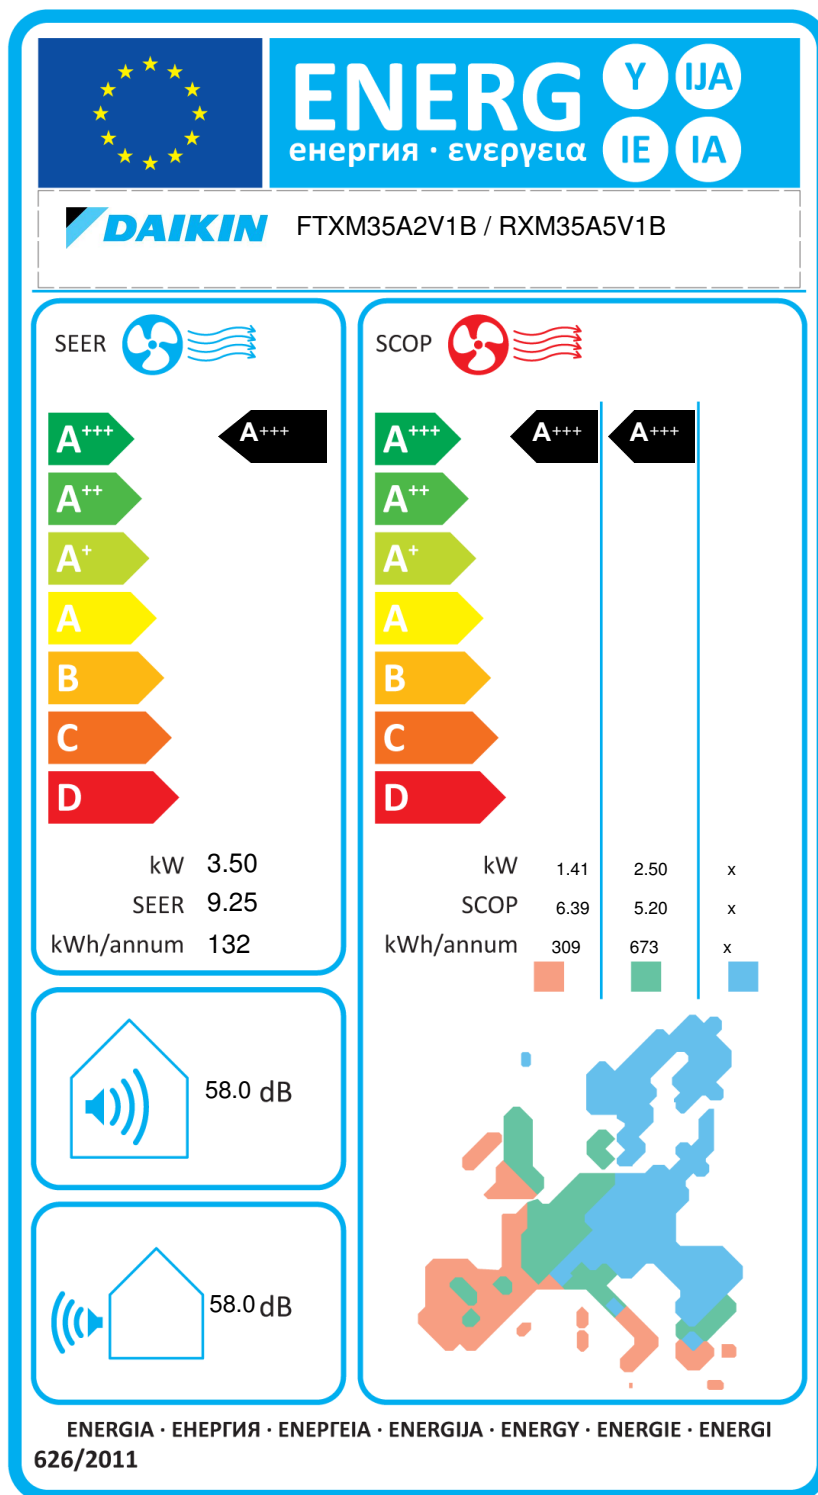 ENERG
енергия · ενεργεια
Y IJA
IE IA
DAIKIN FTXM35A2V1B / RXM35A5V1B
SEER
A+++ A+++
A++
A+
A
B
C
D
kW 3.50
SEER 9.25
kWh/annum 132
SCOP
A+++ A+++ A+++
A++
A+
A
B
C
D
kW 1.41 2.50 x
SCOP 6.39 5.20 x
kWh/annum 309 673 x
58.0 dB
58.0 dB
ENERGIA · ЕНЕРГИЯ · ΕΝΕΡΓΕΙΑ · ENERGIJA · ENERGY · ENERGIE · ENERGI
626/2011